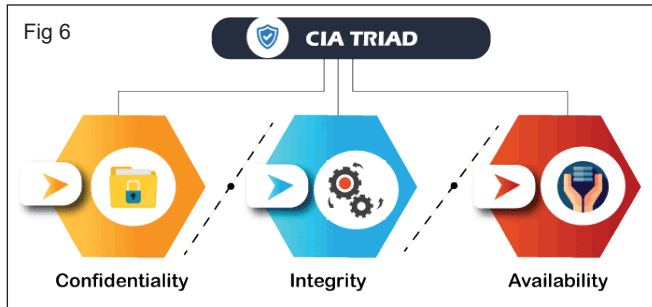 Fig 6
CIA TRIAD
Confidentiality
Integrity
Availability